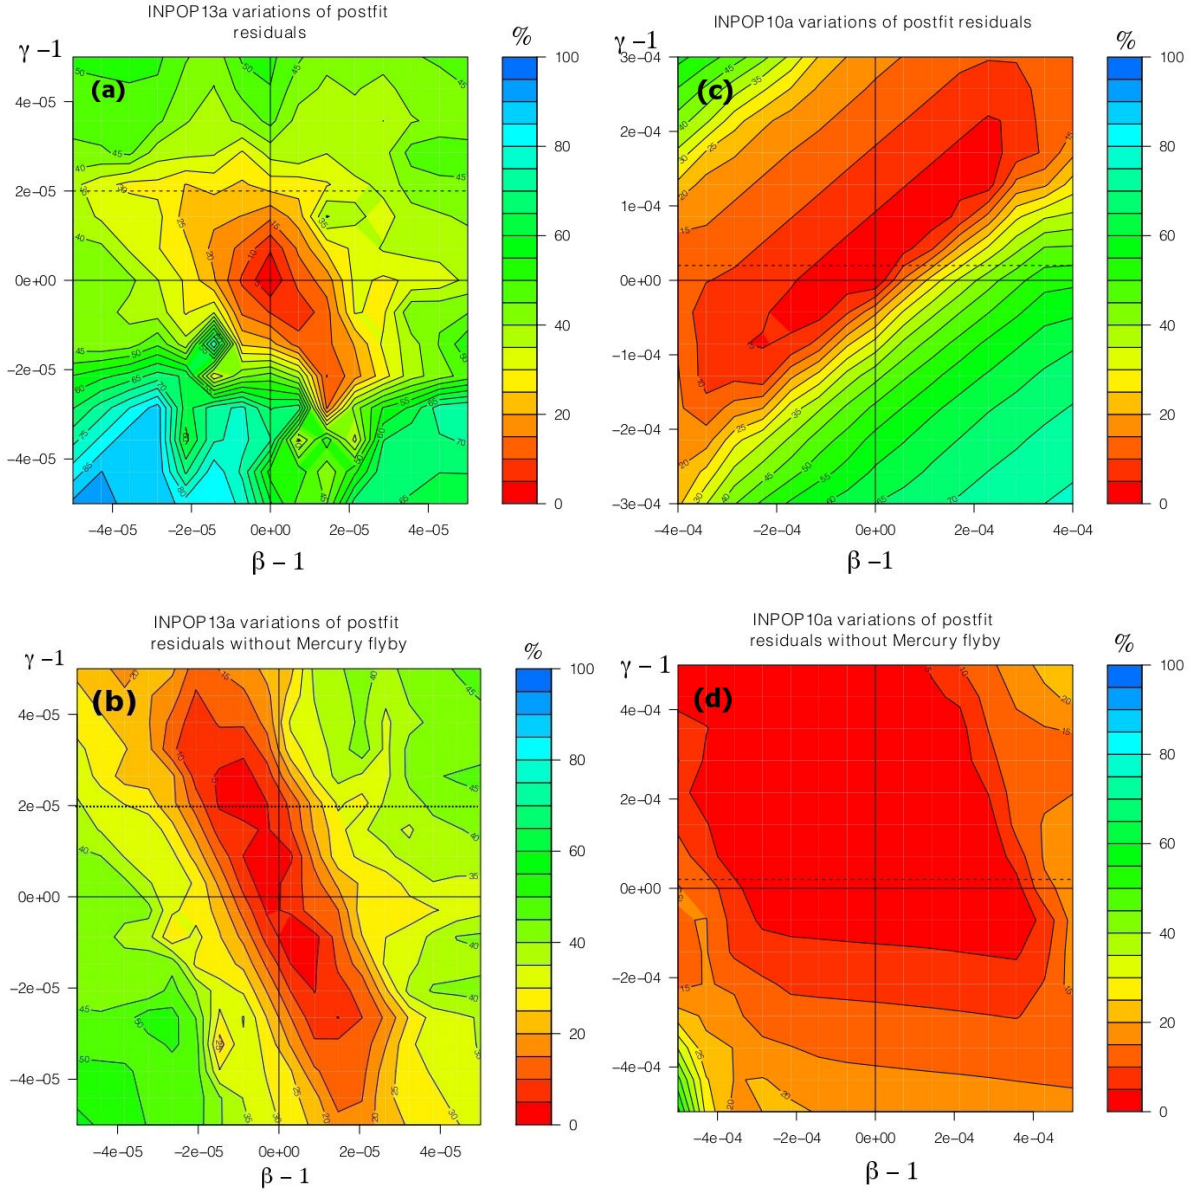 INPOP13a variations of postfit
residuals
γ −1
%
(a)
100
80
60
40
20
0
4e−05
2e−05
0e+00
−2e−05
−4e−05
−4e−05 −2e−05 0e+00 2e−05 4e−05
β − 1
INPOP10a variations of postfit residuals
γ −1
%
(c)
100
80
60
40
20
0
3e−04
2e−04
1e−04
0e+00
−1e−04
−2e−04
−3e−04
−4e−04 −2e−04 0e+00 2e−04 4e−04
β −1
INPOP13a variations of postfit
residuals without Mercury flyby
γ −1
%
(b)
100
80
60
40
20
0
4e−05
2e−05
0e+00
−2e−05
−4e−05
−4e−05 −2e−05 0e+00 2e−05 4e−05
β − 1
INPOP10a variations of postfit
residuals without Mercury flyby
γ − 1
%
(d)
100
80
60
40
20
0
4e−04
2e−04
0e+00
−2e−04
−4e−04
−4e−04 −2e−04 0e+00 2e−04 4e−04
β − 1